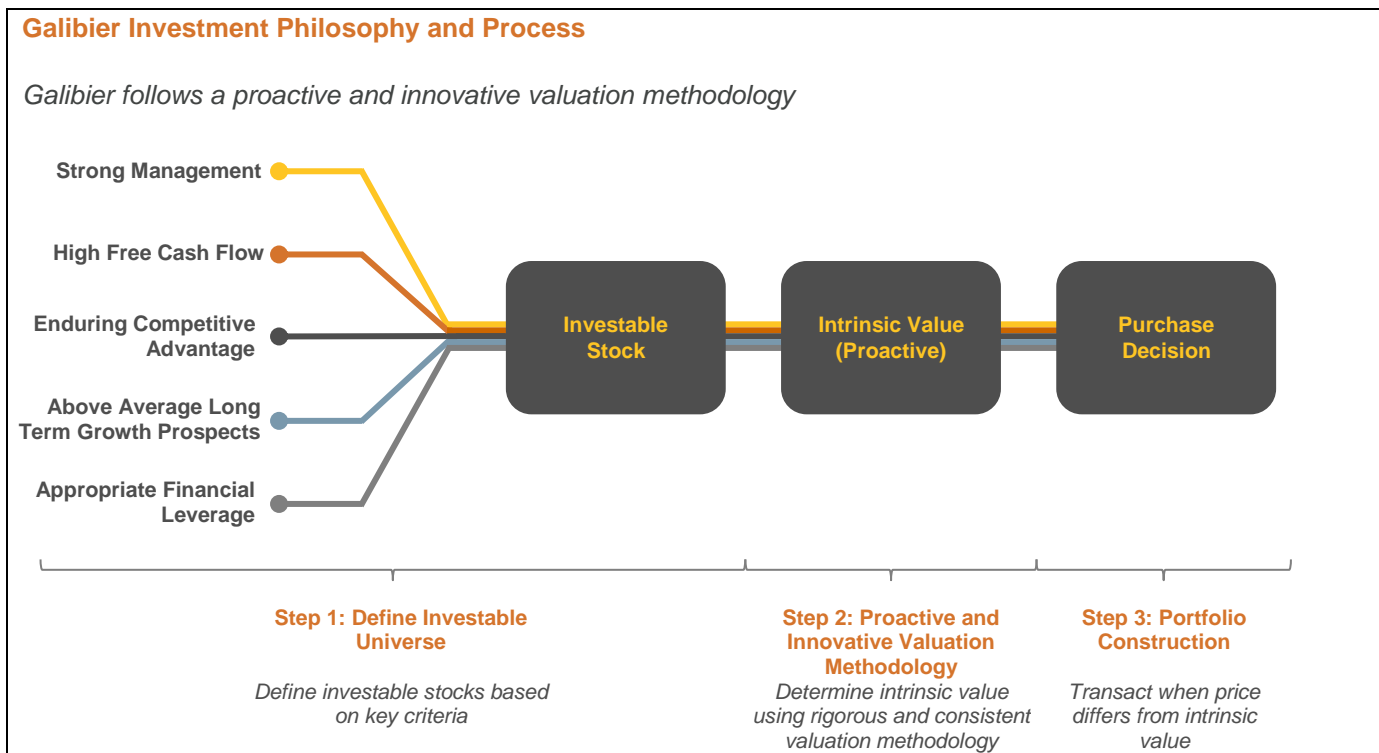 Galibier Investment Philosophy and Process
Galibier follows a proactive and innovative valuation methodology
Strong Management
High Free Cash Flow
Enduring Competitive
Advantage
Above Average Long
Term Growth Prospects
Appropriate Financial
Leverage
Investable
Stock
Intrinsic Value
(Proactive)
Purchase
Decision
Step 1: Define Investable
Universe
Define investable stocks based
on key criteria
Step 2: Proactive and
Innovative Valuation
Methodology
Determine intrinsic value
using rigorous and consistent
valuation methodology
Step 3: Portfolio
Construction
Transact when price
differs from intrinsic
value